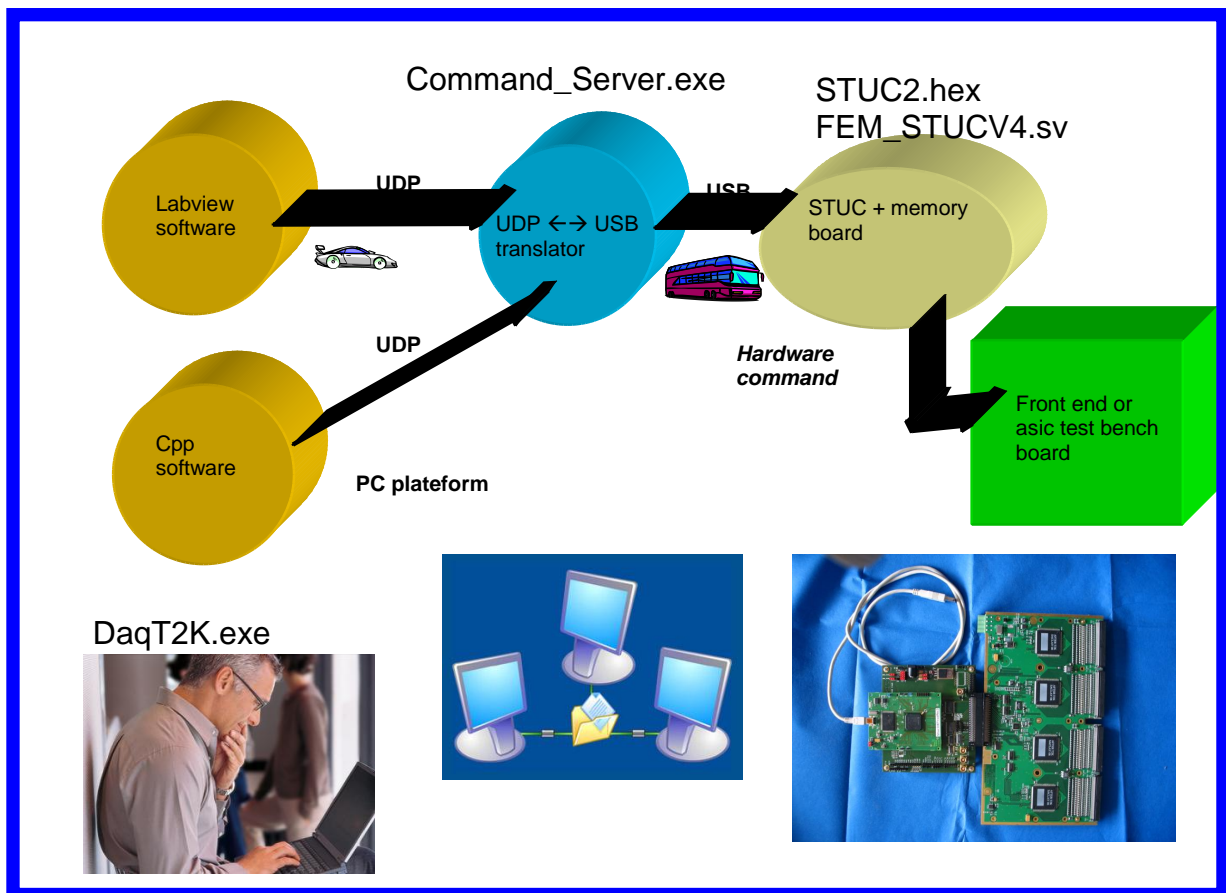 Command_Server.exe
STUC2.hex
FEM_STUCV4.sv
UDP
USB
Labview
software
UDP ←→ USB
translator
STUC + memory
board
UDP
Hardware
command
Front end or
asic test bench
board
Cpp
software
PC plateform
DaqT2K.exe